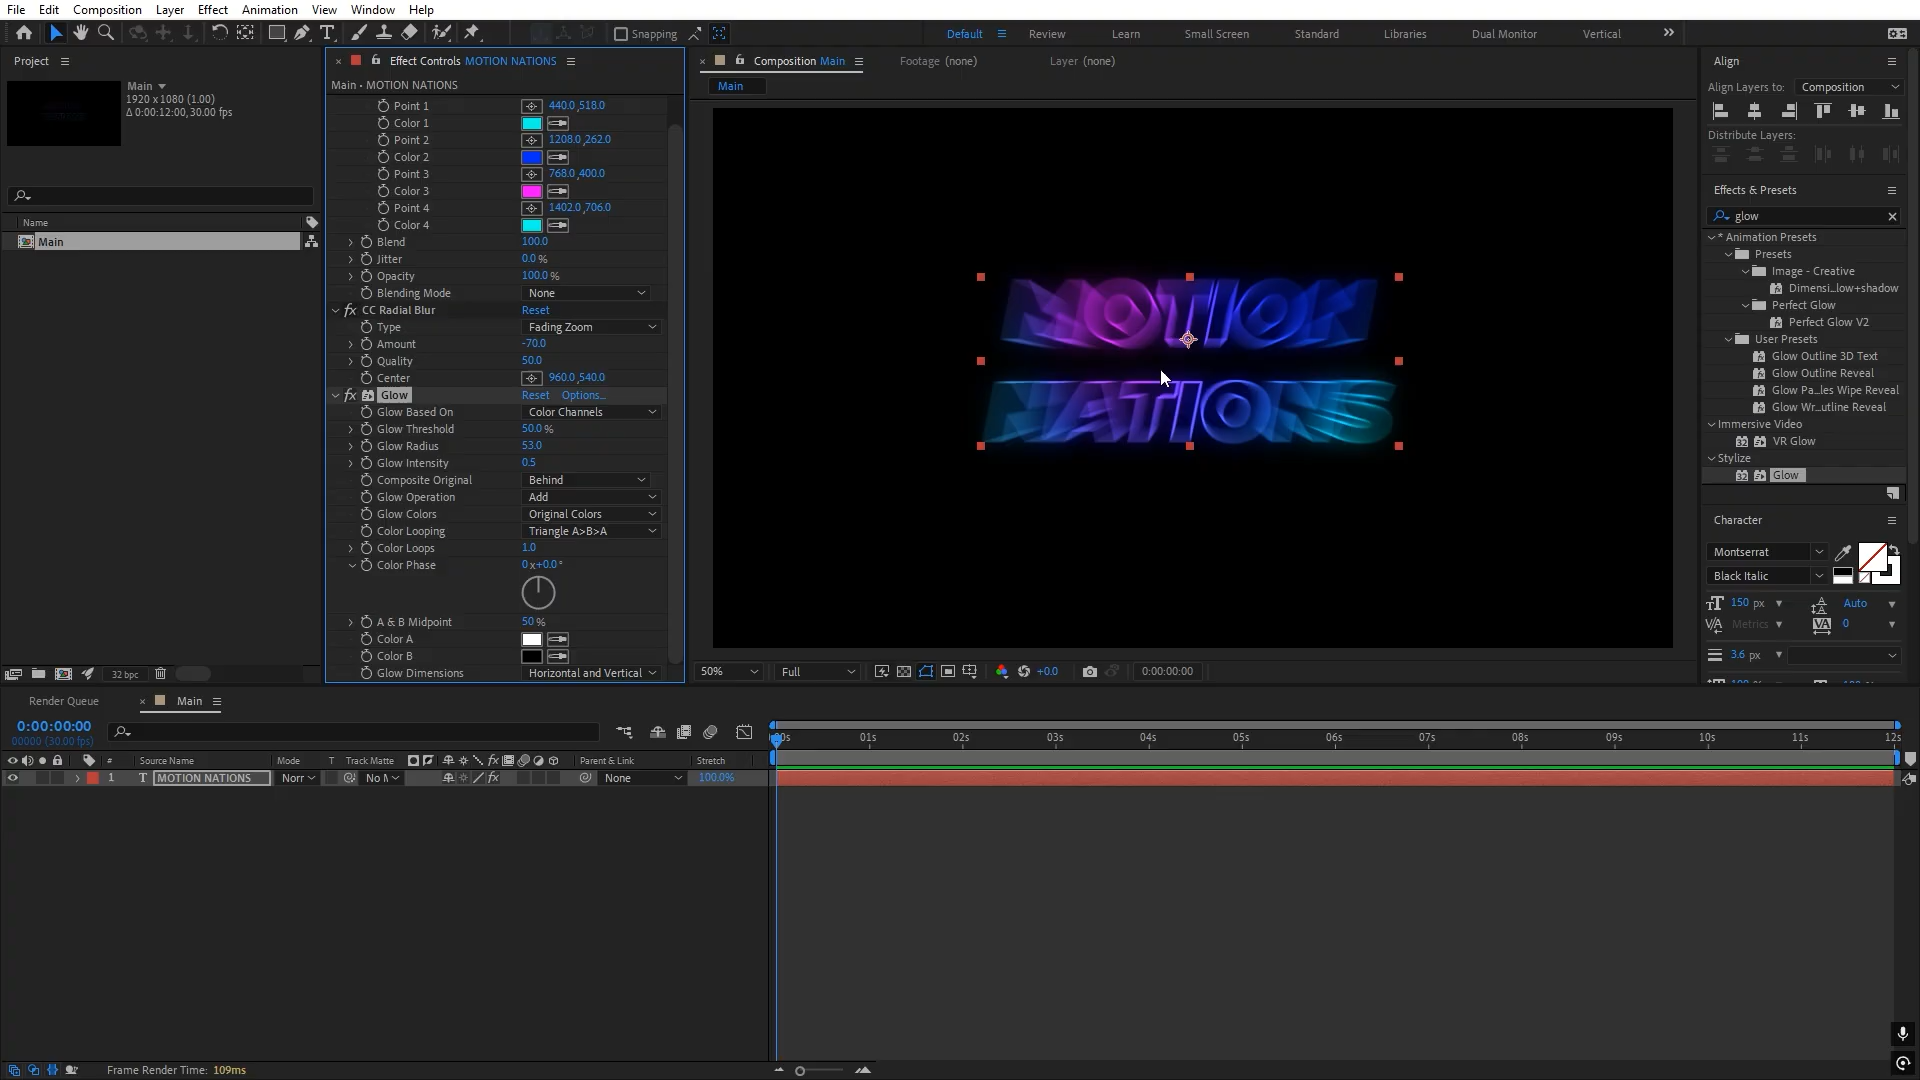 File Edit Composition Layer Effect Animation View Window Help
Snapping
Default Review Learn Small Screen Standard Libraries Dual Monitor Vertical
Project
Main
1920 x 1080 (1.00)
Δ 0:00:12:00, 30.00 fps
Name
Main
32 bpc
Effect Controls MOTION NATIONS
Main • MOTION NATIONS
Point 1 440.0,518.0
Color 1
Point 2 1208.0,262.0
Color 2
Point 3 768.0,400.0
Color 3
Point 4 1402.0,706.0
Color 4
Blend 100.0
Jitter 0.0 %
Opacity 100.0 %
Blending Mode None
fx CC Radial Blur Reset
Type Fading Zoom
Amount -70.0
Quality 50.0
Center 960.0,540.0
fx Glow Reset Options...
Glow Based On Color Channels
Glow Threshold 50.0 %
Glow Radius 53.0
Glow Intensity 0.5
Composite Original Behind
Glow Operation Add
Glow Colors Original Colors
Color Looping Triangle A>B>A
Color Loops 1.0
Color Phase 0x+0.0°
A & B Midpoint 50 %
Color A
Color B
Glow Dimensions Horizontal and Vertical
Composition Main
Footage (none)
Layer (none)
Main
MOTION
NATIONS
50% Full +0.0 0:00:00:00
Align
Align Layers to: Composition
Distribute Layers:
Effects & Presets
glow
* Animation Presets
Presets
Image - Creative
Dimensi...low+shadow
Perfect Glow
Perfect Glow V2
User Presets
Glow Outline 3D Text
Glow Outline Reveal
Glow Pa...les Wipe Reveal
Glow Wr...utline Reveal
Immersive Video
32 VR Glow
Stylize
32 Glow
Character
Montserrat
Black Italic
150 px Auto
Metrics 0
3.6 px
Render Queue Main
0:00:00:00
00000 (30.00 fps)
# Source Name Mode T Track Matte Parent & Link Stretch
1 T MOTION NATIONS Norr No M None 100.0%
01s 02s 03s 04s 05s 06s 07s 08s 09s 10s 11s 12s
Frame Render Time: 109ms